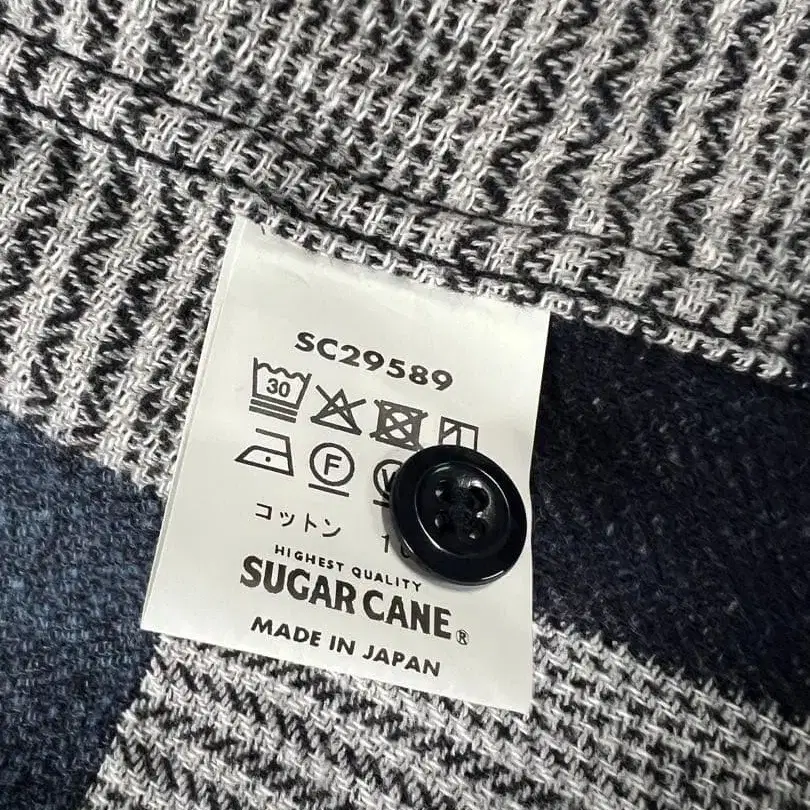 SC29589
30
F
コットン
HIGHEST QUALITY
SUGAR CANE®
MADE IN JAPAN